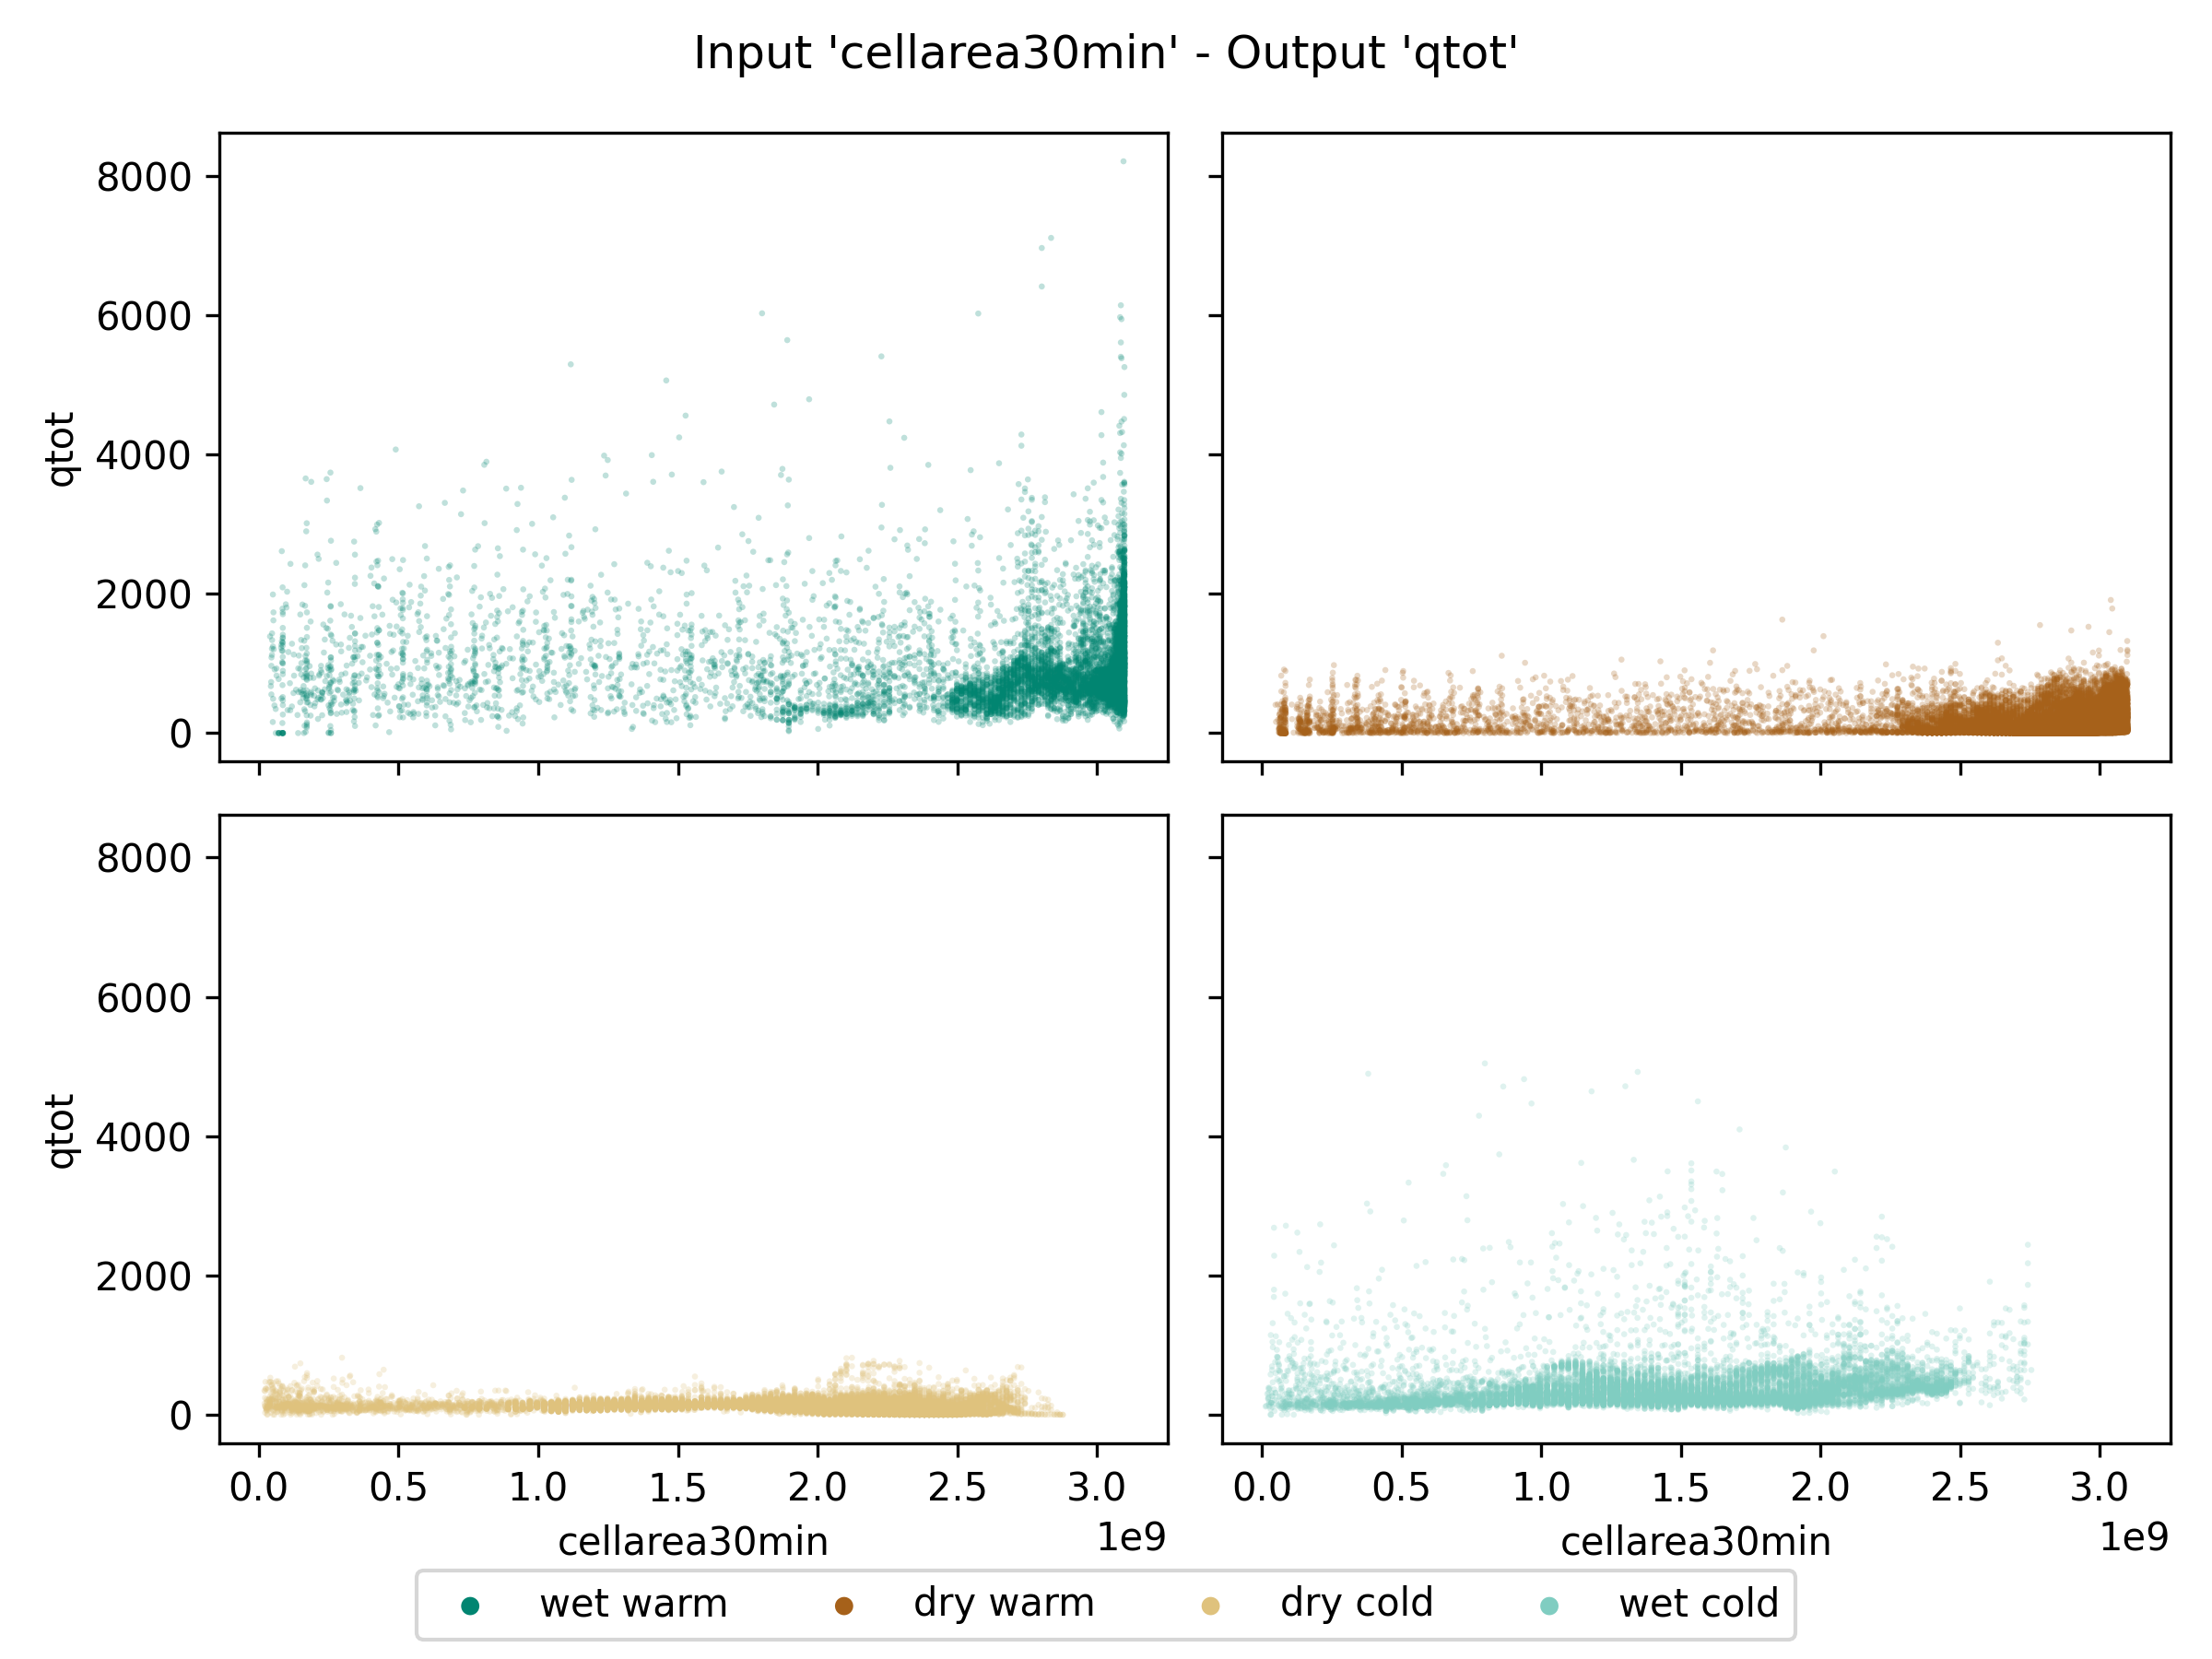 Input 'cellarea30min' - Output 'qtot'
8000
6000
4000
2000
0
qtot
8000
6000
4000
2000
0
qtot
0.0 0.5 1.0 1.5 2.0 2.5 3.0
1e9
cellarea30min
0.0 0.5 1.0 1.5 2.0 2.5 3.0
1e9
cellarea30min
wet warm dry warm dry cold wet cold